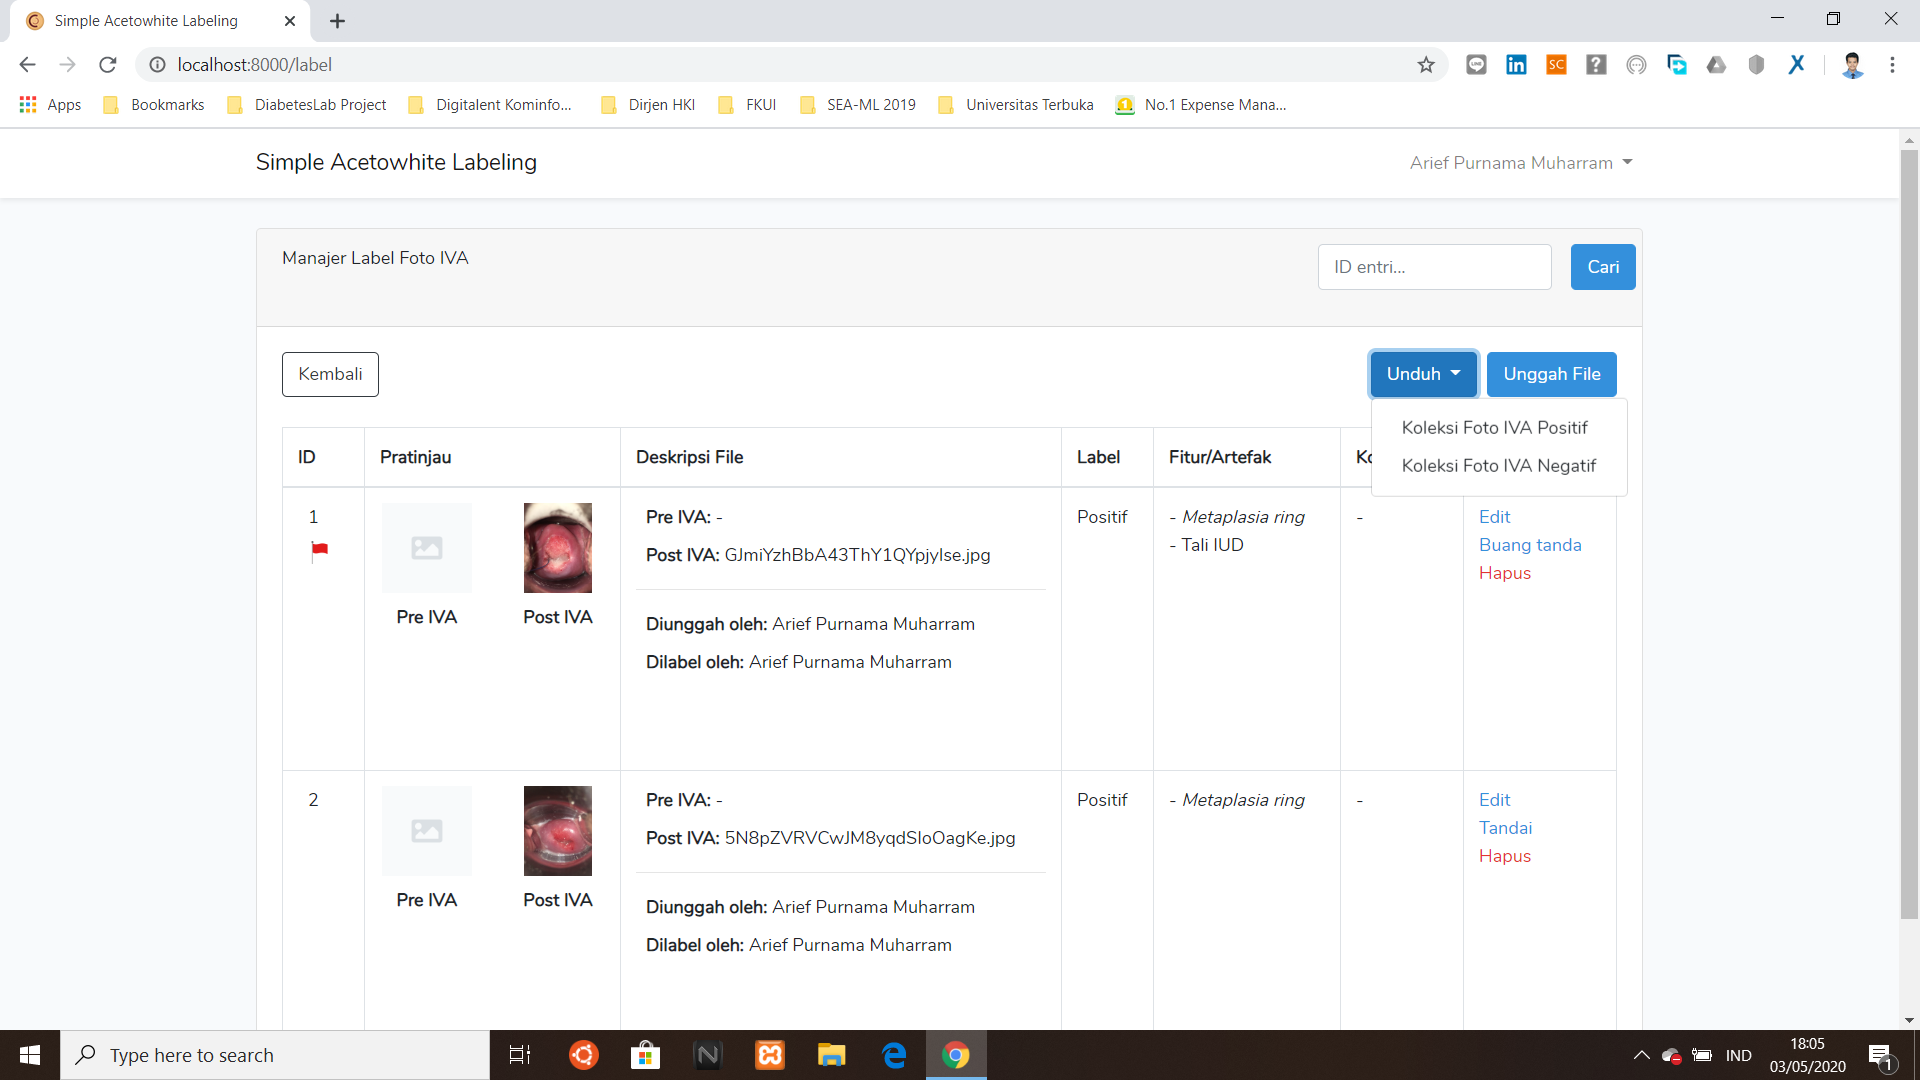 Simple Acetowhite Labeling
localhost:8000/label
Apps Bookmarks DiabetesLab Project Digitalent Kominfo... Dirjen HKI FKUI SEA-ML 2019 Universitas Terbuka No.1 Expense Mana...
Simple Acetowhite Labeling Arief Purnama Muharram
Manajer Label Foto IVA ID entri... Cari
Kembali Unduh Unggah File
Koleksi Foto IVA Positif
Koleksi Foto IVA Negatif
ID Pratinjau Deskripsi File Label Fitur/Artefak
1 Pre IVA: - Positif - Metaplasia ring - Edit
Post IVA: GJmiYzhBbA43ThY1QYpjyIse.jpg - Tali IUD Buang tanda
Hapus
Pre IVA Post IVA
Diunggah oleh: Arief Purnama Muharram
Dilabel oleh: Arief Purnama Muharram
2 Pre IVA: - Positif - Metaplasia ring - Edit
Post IVA: 5N8pZVRVCwJM8yqdSIoOagKe.jpg Tandai
Hapus
Pre IVA Post IVA
Diunggah oleh: Arief Purnama Muharram
Dilabel oleh: Arief Purnama Muharram
Type here to search IND 18:05
03/05/2020
1